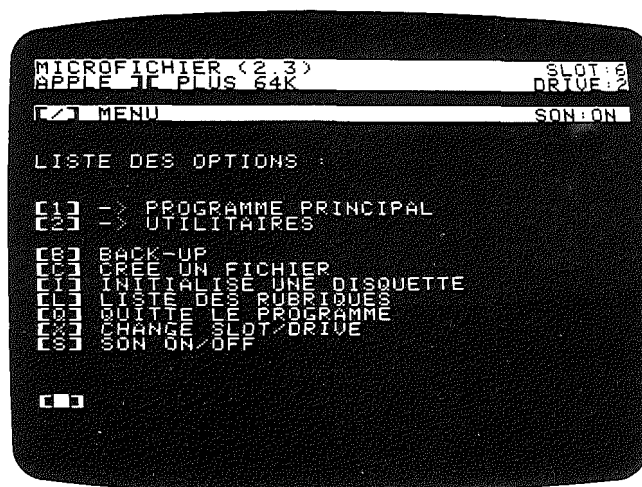 MICROFICHIER (2.3) SLOT:6
APPLE ][ PLUS 64K DRIVE:2
[/] MENU SON:ON
LISTE DES OPTIONS :
[1] -> PROGRAMME PRINCIPAL
[2] -> UTILITAIRES
[B] BACK-UP
[C] CREE UN FICHIER
[I] INITIALISE UNE DISQUETTE
[L] LISTE DES RUBRIQUES
[Q] QUITTE LE PROGRAMME
[X] CHANGE SLOT/DRIVE
[S] SON ON/OFF
[ ]